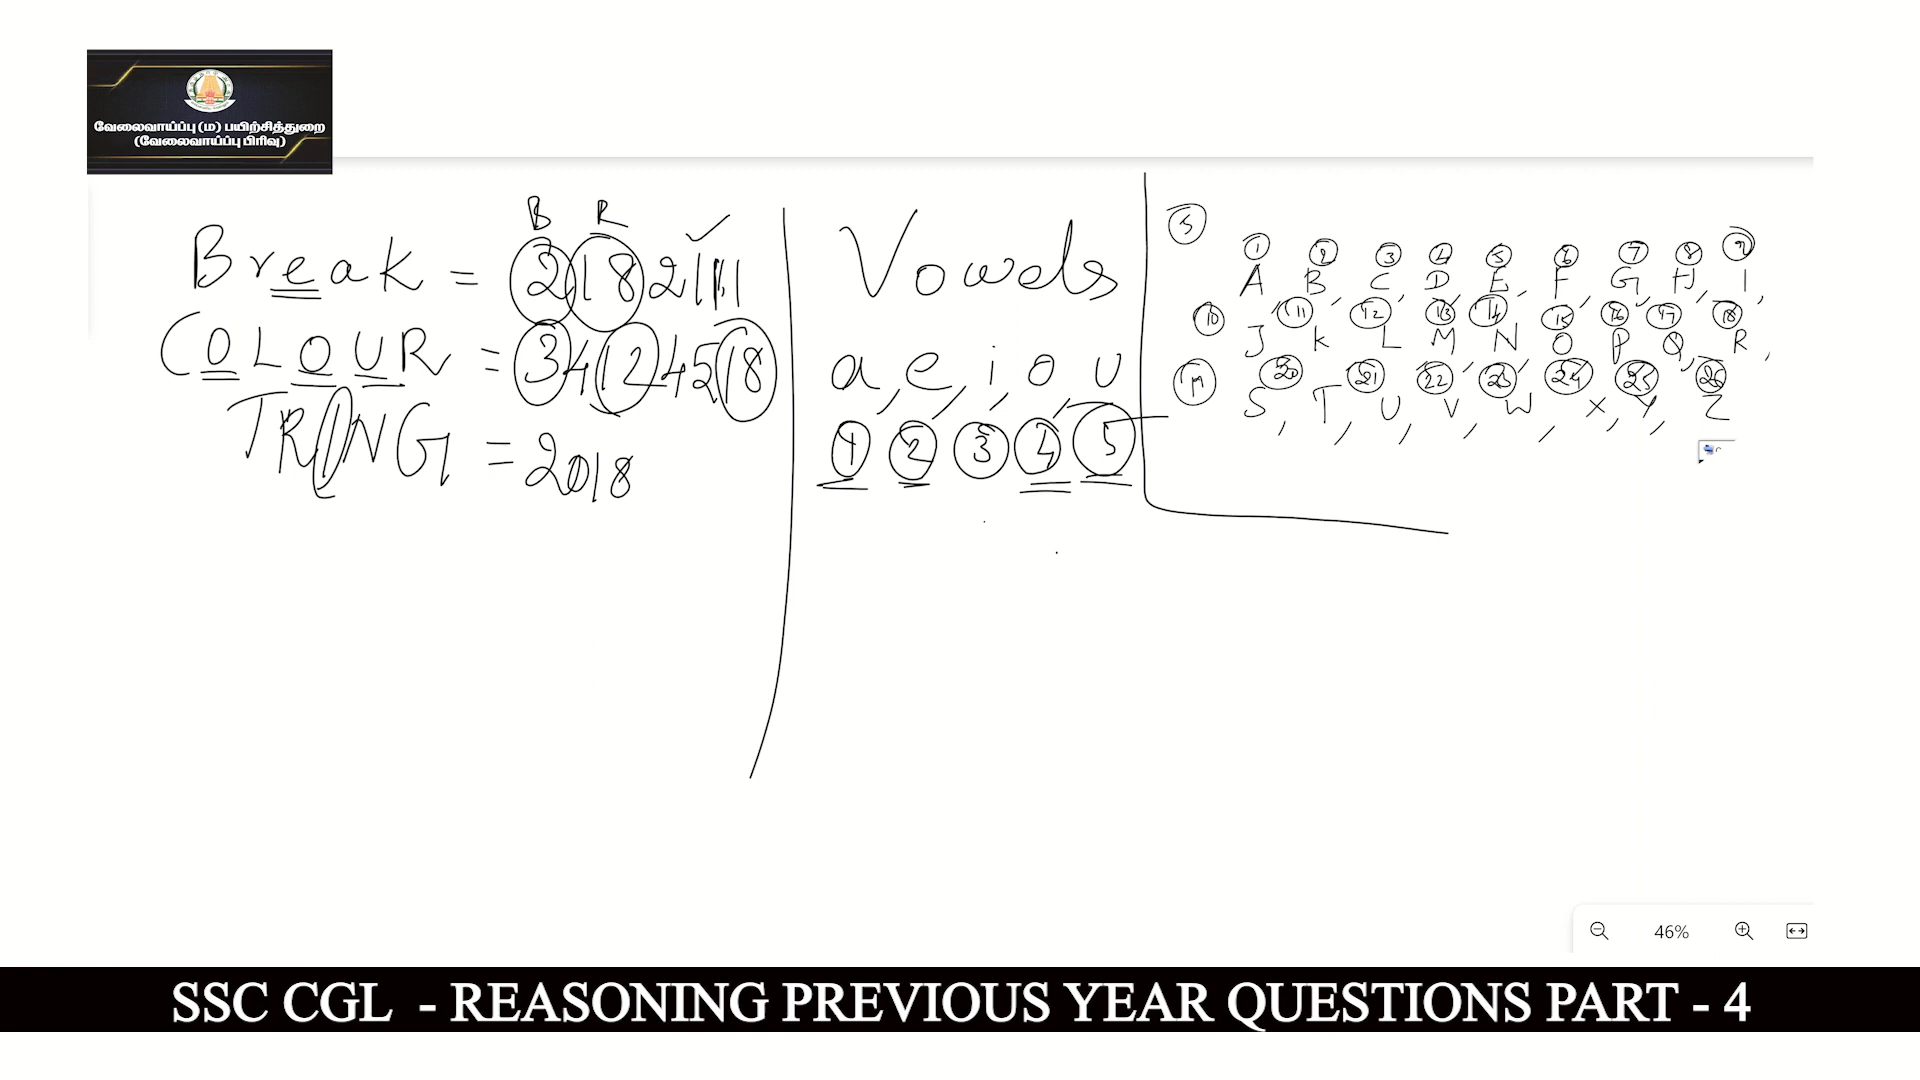 வேலைவாய்ப்பு (ம) பயிற்சித்துறை
(வேலைவாய்ப்பு பிரிவு)
B R
Break = 2182111
COLOUR = 34124518
TRING = 2018
Vowels
a, e, i, o, u
1 2 3 4 5
5
1 2 3 4 5 6 7 8 9
A, B, C, D, E, F, G, H, I,
10 11 12 13 14 15 16 17 18
J K L M N O P Q, R,
19 20 21 22 23 24 25 26
S, T, U, V, W, X, Y, Z
46%
SSC CGL - REASONING PREVIOUS YEAR QUESTIONS PART - 4